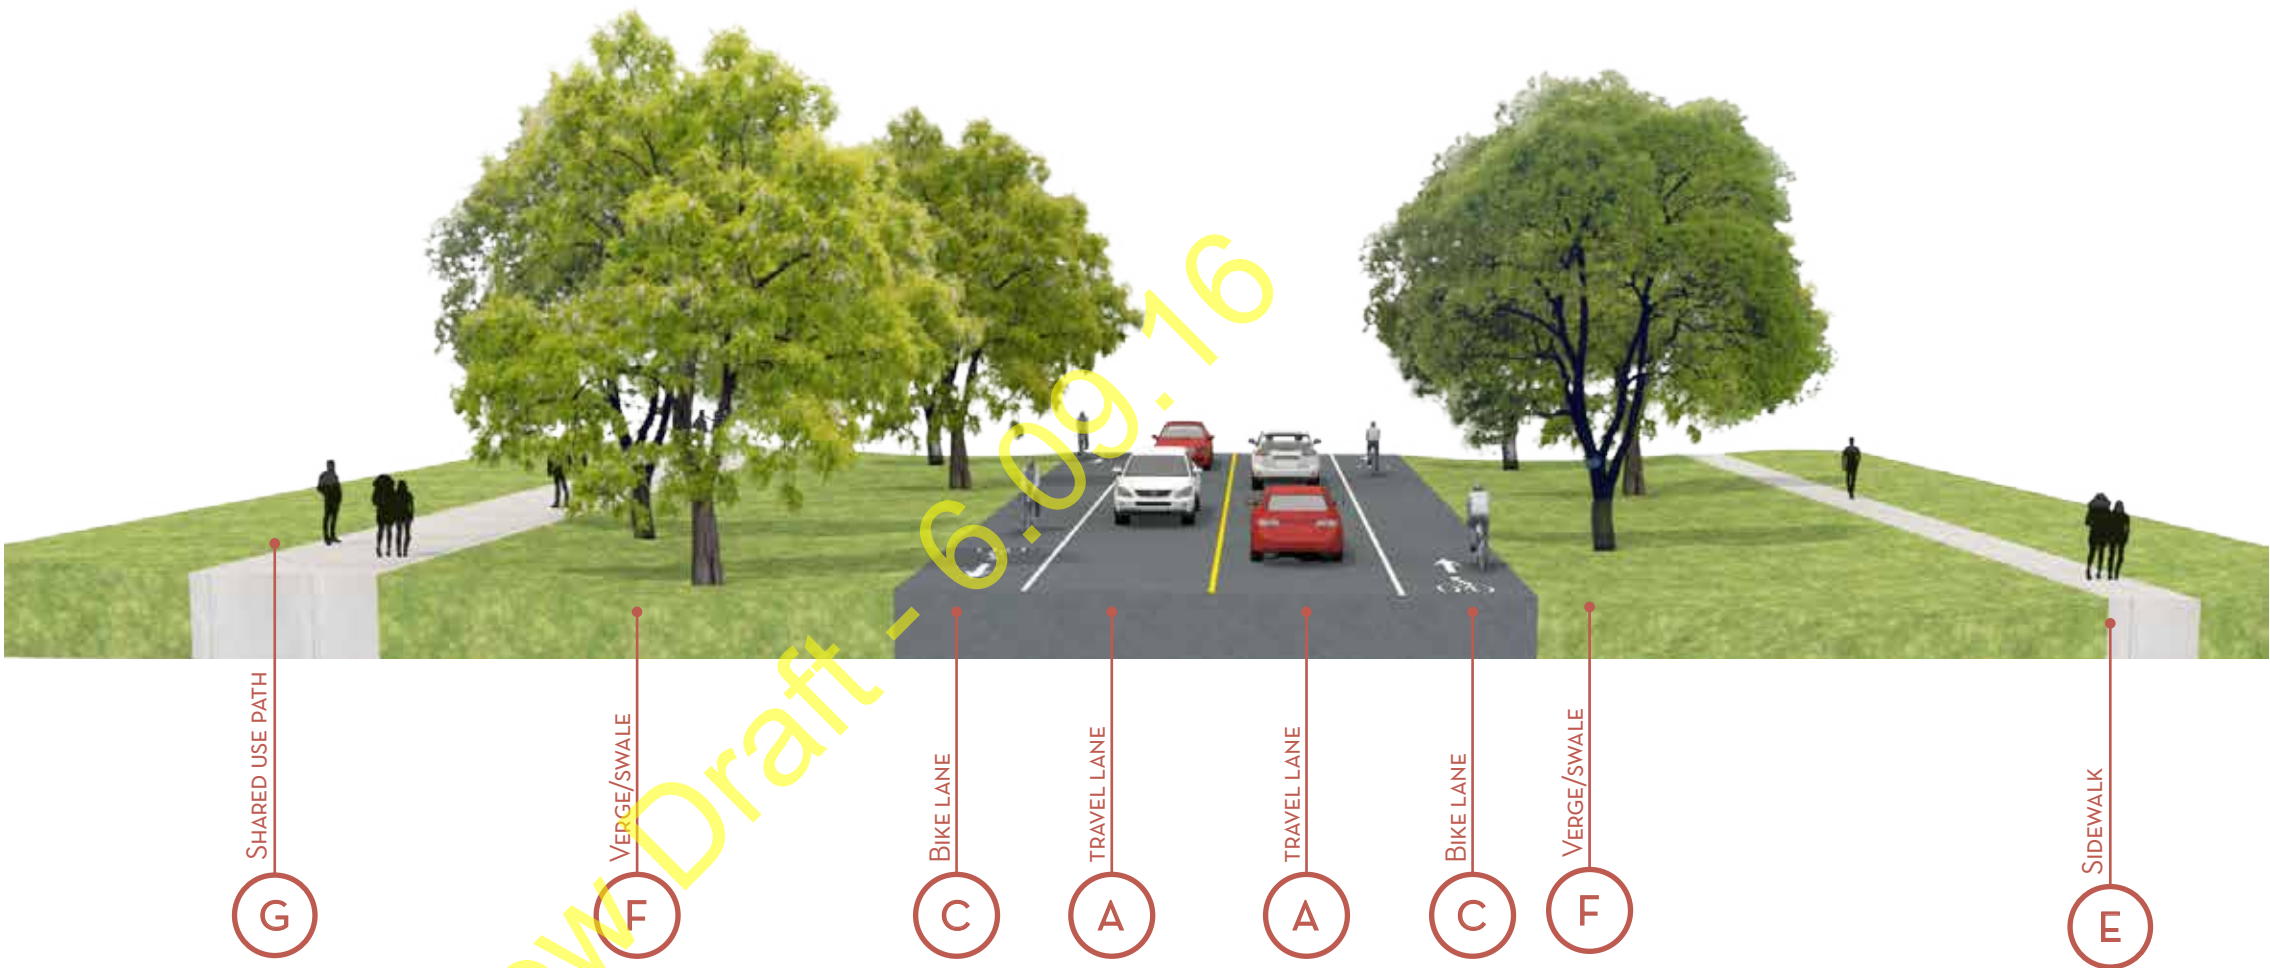 SHARED USE PATH
VERGE/SWALE
BIKE LANE
TRAVEL LANE
TRAVEL LANE
BIKE LANE
VERGE/SWALE
SIDEWALK
G
F
C
A
A
C
F
E
Draft - 6.09.16